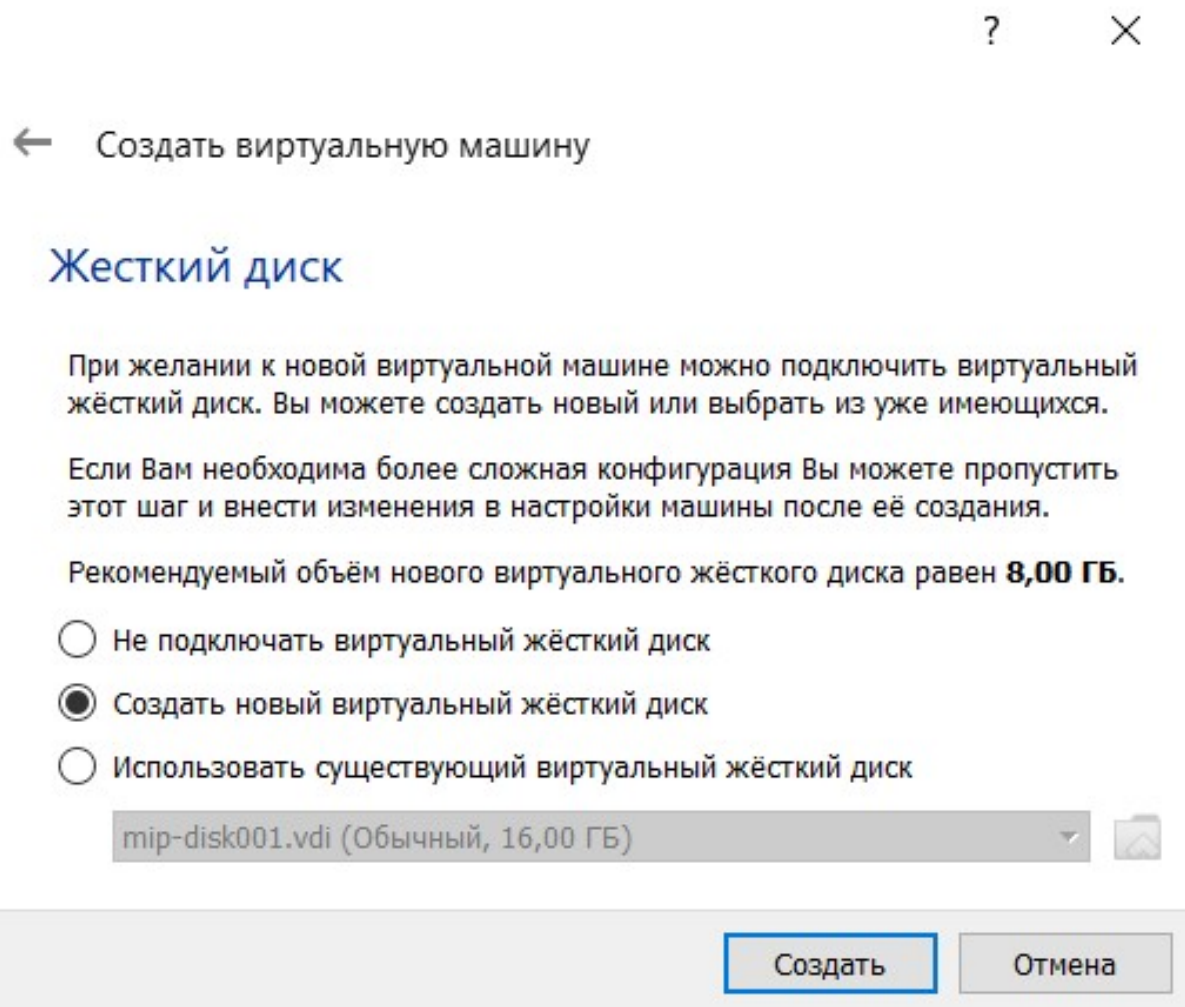 ?
← Создать виртуальную машину
Жесткий диск
При желании к новой виртуальной машине можно подключить виртуальный
жёсткий диск. Вы можете создать новый или выбрать из уже имеющихся.
Если Вам необходима более сложная конфигурация Вы можете пропустить
этот шаг и внести изменения в настройки машины после её создания.
Рекомендуемый объём нового виртуального жёсткого диска равен 8,00 ГБ.
Не подключать виртуальный жёсткий диск
Создать новый виртуальный жёсткий диск
Использовать существующий виртуальный жёсткий диск
mip-disk001.vdi (Обычный, 16,00 ГБ)
Создать Отмена